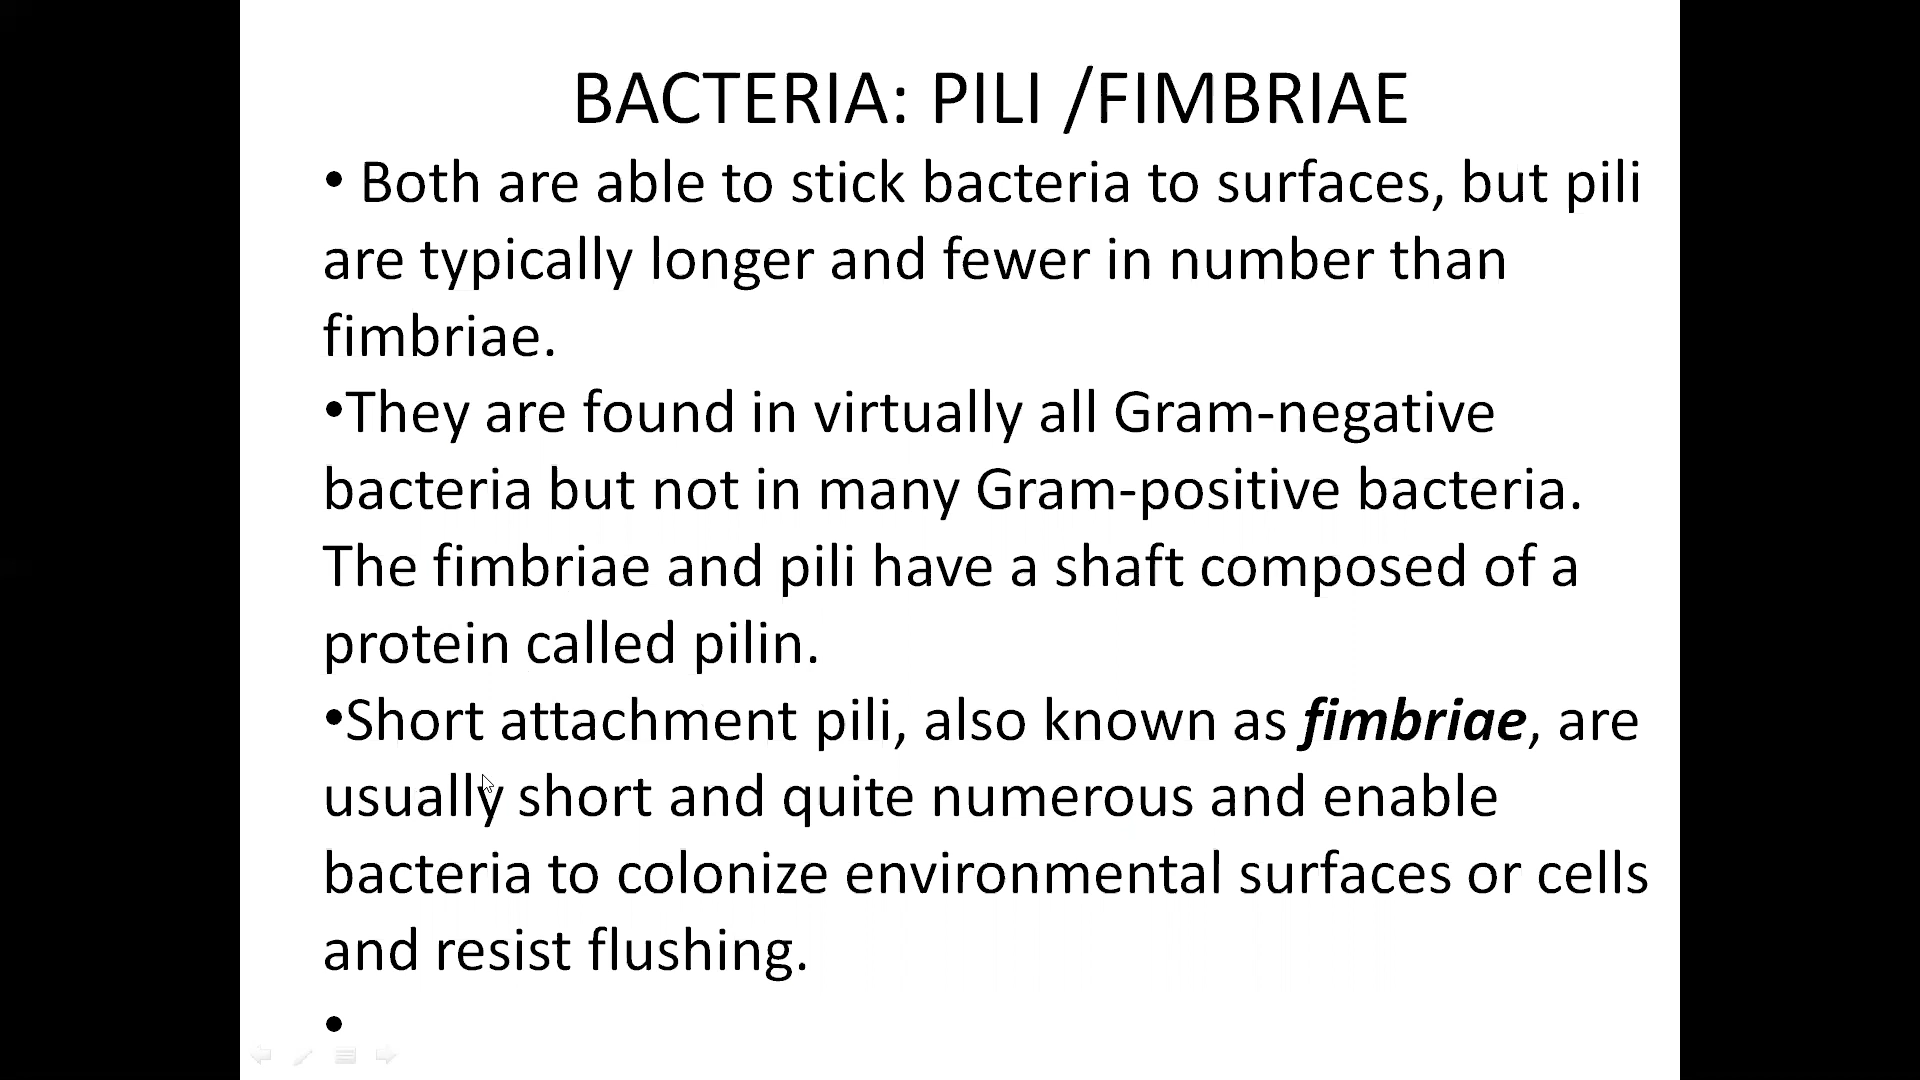 BACTERIA: PILI /FIMBRIAE
• Both are able to stick bacteria to surfaces, but pili
are typically longer and fewer in number than
fimbriae.
•They are found in virtually all Gram-negative
bacteria but not in many Gram-positive bacteria.
The fimbriae and pili have a shaft composed of a
protein called pilin.
•Short attachment pili, also known as fimbriae, are
usually short and quite numerous and enable
bacteria to colonize environmental surfaces or cells
and resist flushing.
•